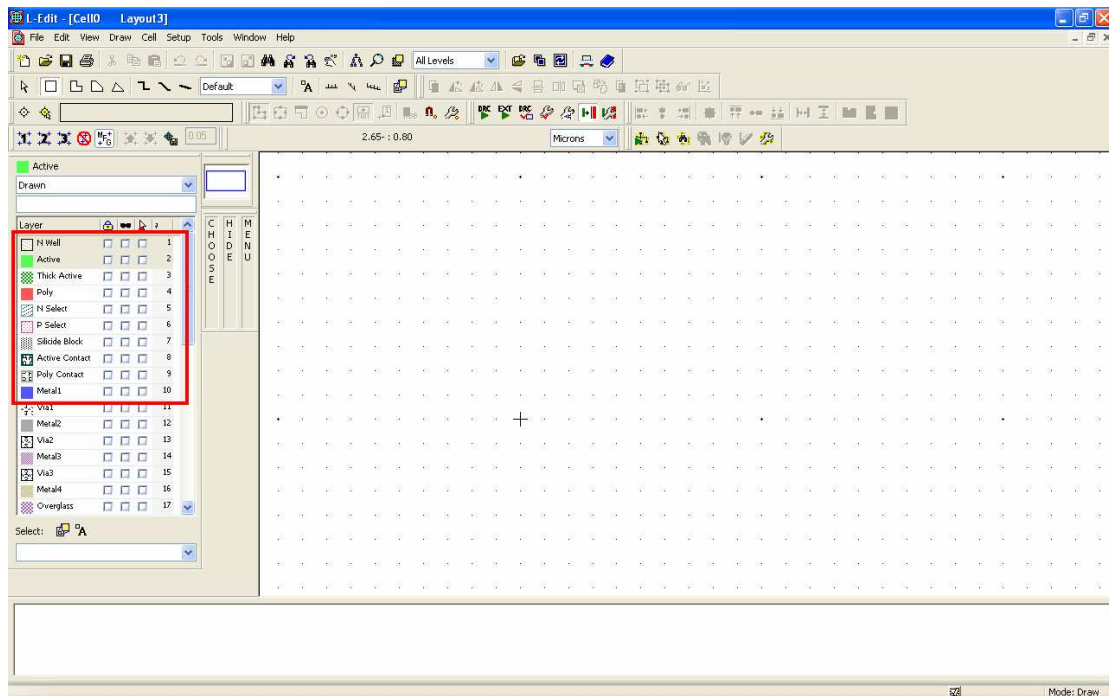 L-Edit - [Cell0 Layout3]
File Edit View Draw Cell Setup Tools Window Help
All Levels
Default
DRC EXT DRC
0.05
2.65- : 0.80
Microns
Active
Drawn
Layer
N Well 1
Active 2
Thick Active 3
Poly 4
N Select 5
P Select 6
Silicide Block 7
Active Contact 8
Poly Contact 9
Metal1 10
Via1 11
Metal2 12
Via2 13
Metal3 14
Via3 15
Metal4 16
Overglass 17
CHOOSE
HIDE
MENU
Select:
Mode: Draw